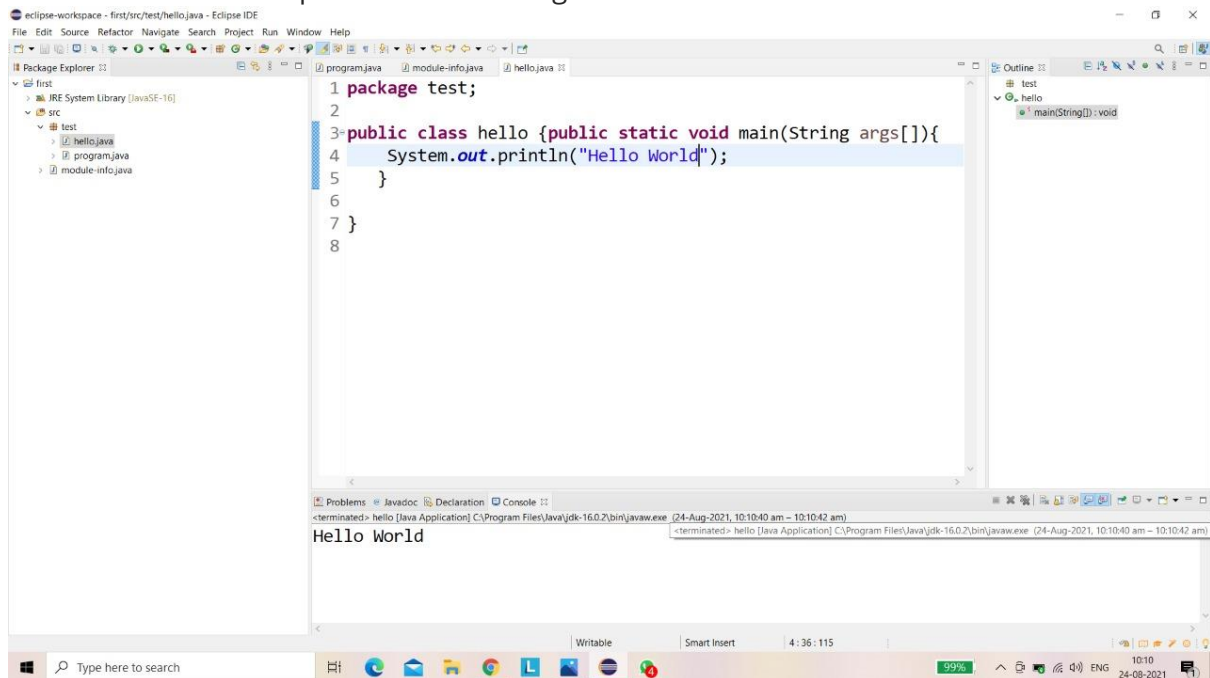 eclipse-workspace - first/src/test/hello.java - Eclipse IDE
File Edit Source Refactor Navigate Search Project Run Window Help
Package Explorer
program.java module-info.java hello.java
Outline
first
JRE System Library [JavaSE-16]
src
test
hello.java
program.java
module-info.java
1 package test;
2
3 public class hello {public static void main(String args[]){
4 System.out.println("Hello World");
5 }
6
7 }
8
test
hello
main(String[]) : void
Problems Javadoc Declaration Console
<terminated> hello [Java Application] C:\Program Files\Java\jdk-16.0.2\bin\javaw.exe (24-Aug-2021, 10:10:40 am – 10:10:42 am)
<terminated> hello [Java Application] C:\Program Files\Java\jdk-16.0.2\bin\javaw.exe (24-Aug-2021, 10:10:40 am – 10:10:42 am)
Hello World
Writable Smart Insert 4 : 36 : 115
Type here to search
L
99%
ENG
10:10
24-08-2021